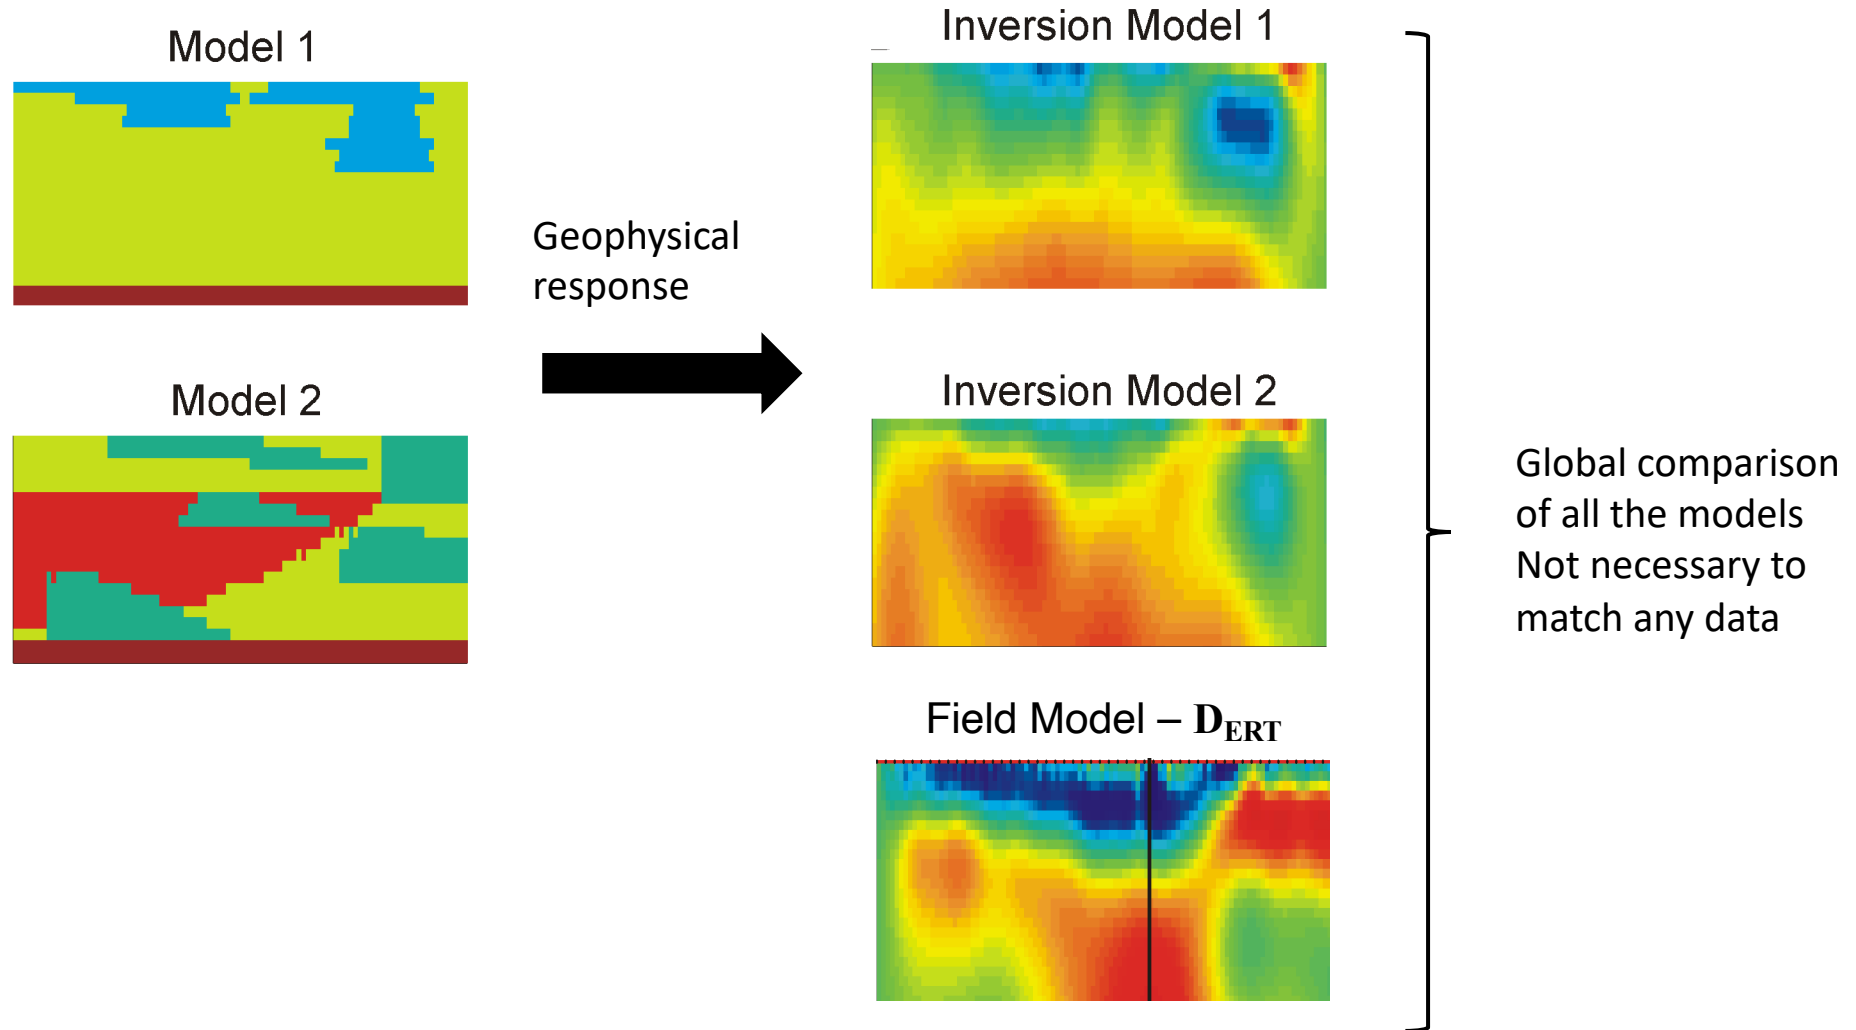 Model 1
Inversion Model 1
Geophysical
response
Model 2
Inversion Model 2
Field Model – D_ERT
Global comparison
of all the models
Not necessary to
match any data